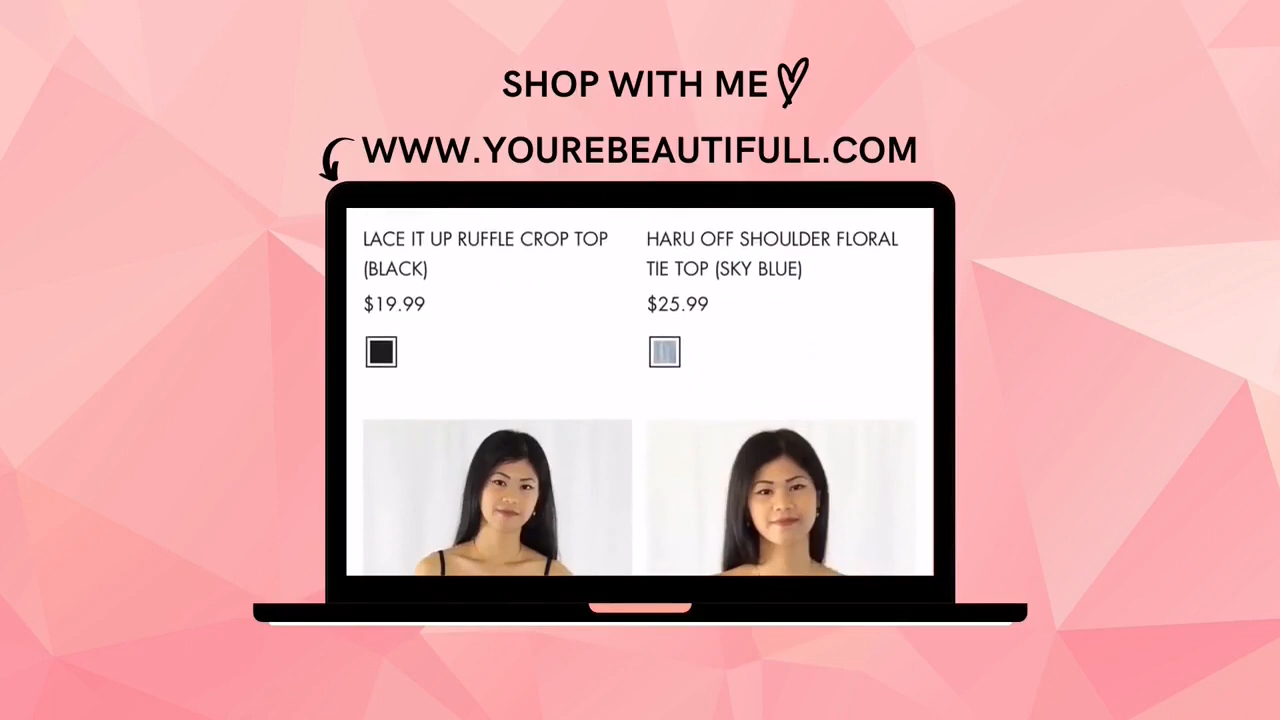 SHOP WITH ME
WWW.YOUREBEAUTIFULL.COM
LACE IT UP RUFFLE CROP TOP
(BLACK)
$19.99
HARU OFF SHOULDER FLORAL
TIE TOP (SKY BLUE)
$25.99